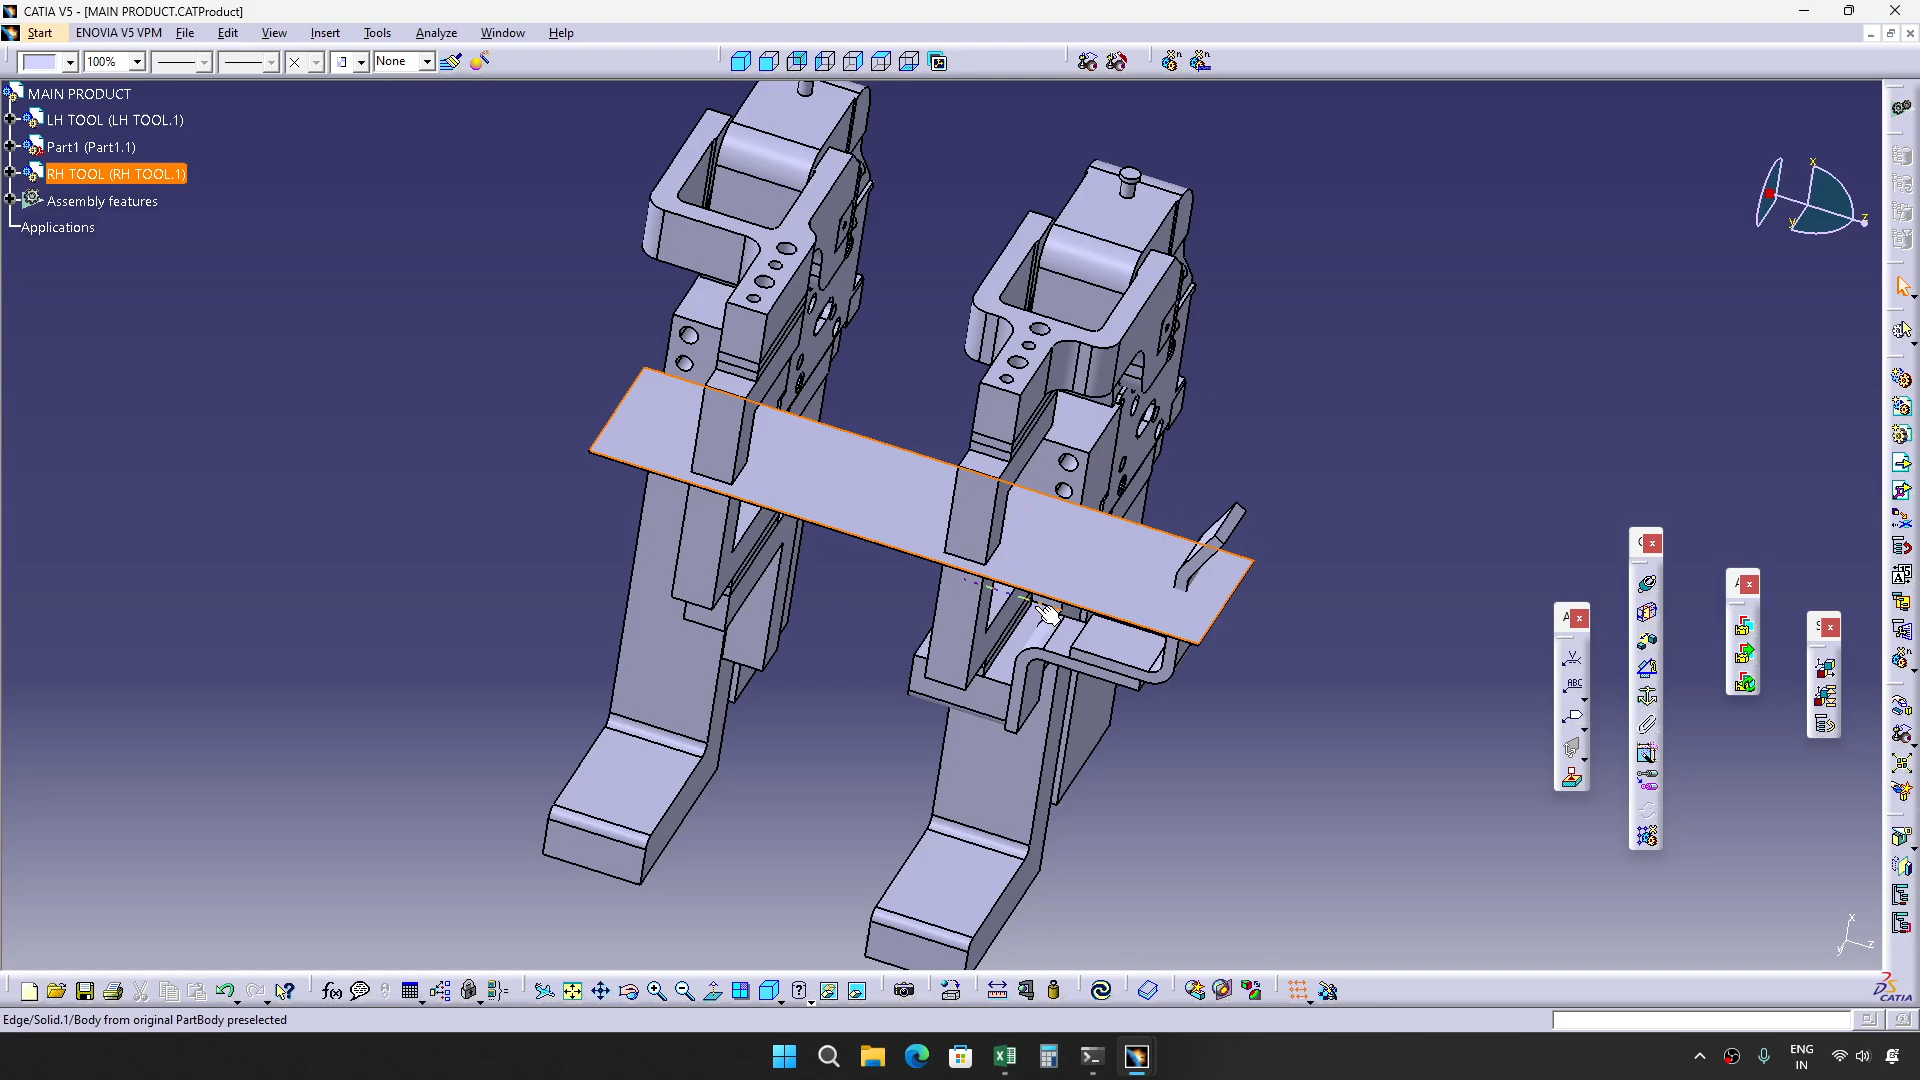 CATIA V5 - [MAIN PRODUCT.CATProduct]
Start ENOVIA V5 VPM File Edit View Insert Tools Analyze Window Help
100% None
MAIN PRODUCT
LH TOOL (LH TOOL.1)
Part1 (Part1.1)
RH TOOL (RH TOOL.1)
Assembly features
Applications
x
y
z
A
ABC
x
y
z
f(x)
CATIA
Edge/Solid.1/Body from original PartBody preselected
ENG
IN